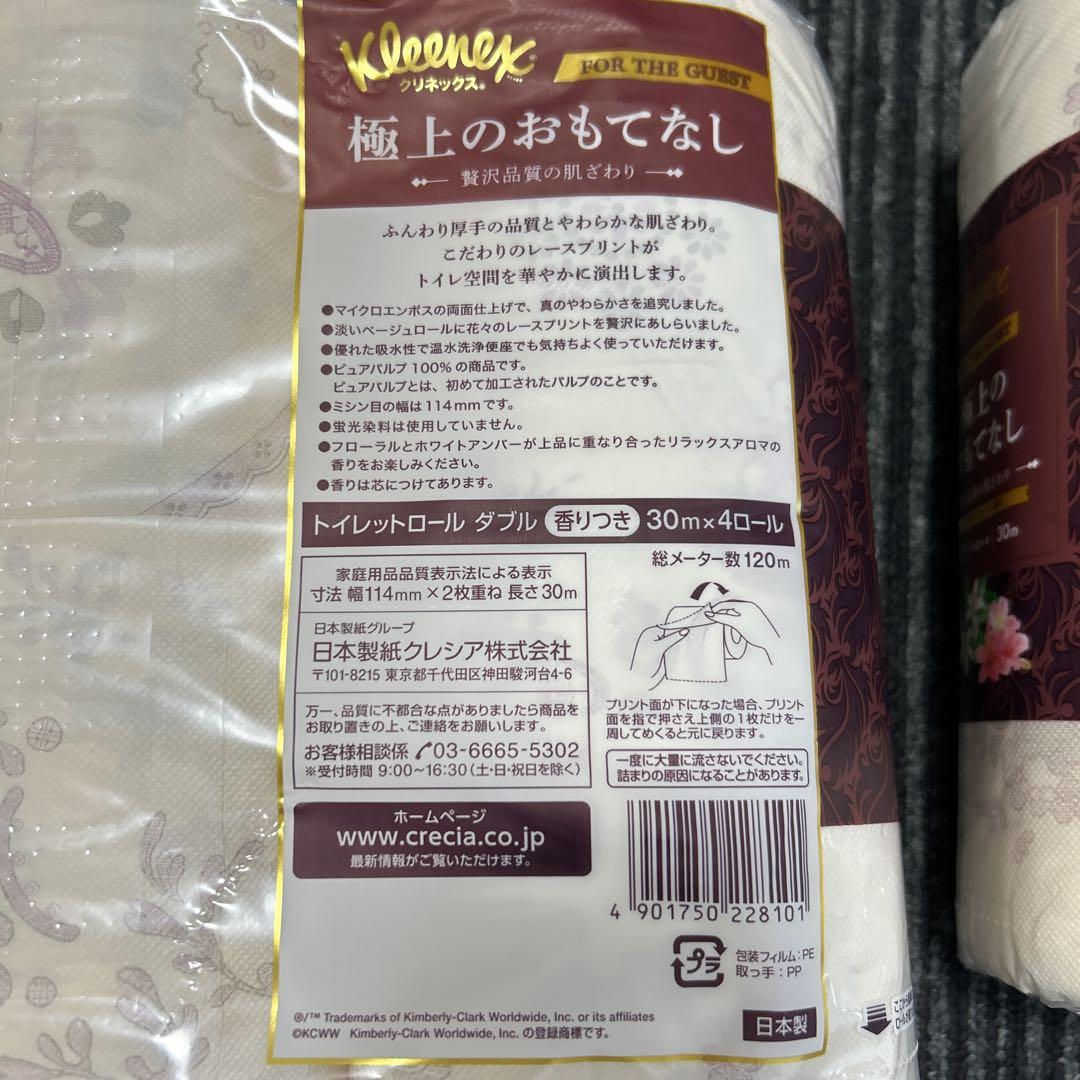 Kleenex
クリネックス®
FOR THE GUEST
極上のおもてなし
贅沢品質の肌ざわり
ふんわり厚手の品質とやわらかな肌ざわり。
こだわりのレースプリントが
トイレ空間を華やかに演出します。
●マイクロエンボスの両面仕上げで、真のやわらかさを追究しました。
●淡いベージュロールに花々のレースプリントを贅沢にあしらいました。
●優れた吸水性で温水洗浄便座でも気持ちよく使っていただけます。
●ピュアパルプ100%の商品です。
ピュアパルプとは、初めて加工されたパルプのことです。
●ミシン目の幅は114mmです。
●蛍光染料は使用していません。
●フローラルとホワイトアンバーが上品に重なり合ったリラックスアロマの
香りをお楽しみください。
●香りは芯につけてあります。
トイレットロール ダブル 香りつき 30m×4ロール
総メーター数120m
家庭用品品質表示法による表示
寸法 幅114mm×2枚重ね 長さ30m
日本製紙グループ
日本製紙クレシア株式会社
〒101-8215 東京都千代田区神田駿河台4-6
万一、品質に不都合な点がありましたら商品を
お取り置きの上、ご連絡をお願いします。
お客様相談係 03-6665-5302
※受付時間 9:00~16:30(土・日・祝日を除く)
プリント面が下になった場合、プリント
面を指で押さえ上側の1枚だけを一
周してめくると元に戻ります。
一度に大量に流さないでください。
詰まりの原因になることがあります。
ホームページ
www.crecia.co.jp
最新情報がご覧いただけます。
4 901750 228101
プラ
包装フィルム:PE
取っ手:PP
®/™ Trademarks of Kimberly-Clark Worldwide, Inc. or its affiliates
©KCWW Kimberly-Clark Worldwide, Inc. の登録商標です。
日本製
極上の
もてなし
30m